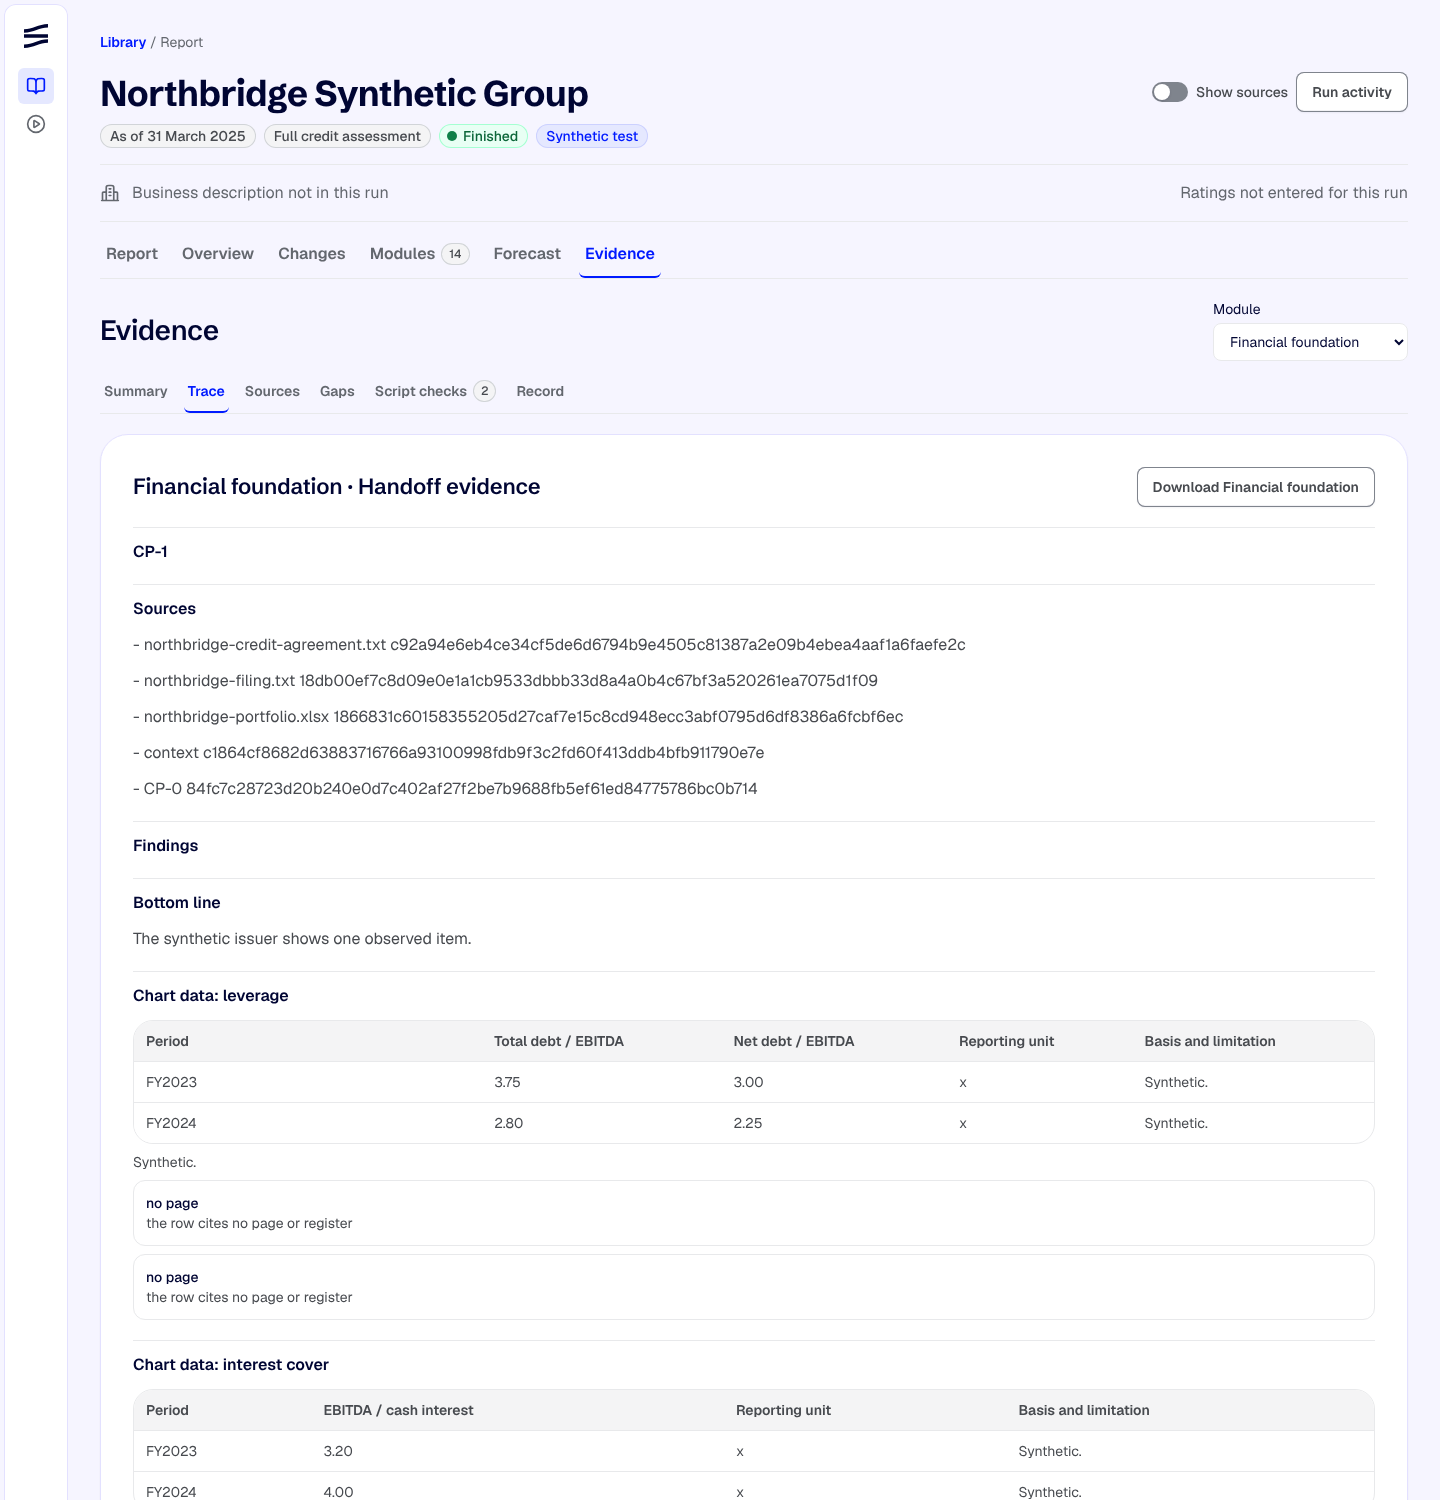 Library / Report
Northbridge Synthetic Group
Show sources
Run activity
As of 31 March 2025
Full credit assessment
Finished
Synthetic test
Business description not in this run
Ratings not entered for this run
Report Overview Changes Modules 14 Forecast Evidence
Evidence
Module
Financial foundation
Summary Trace Sources Gaps Script checks 2 Record
Financial foundation · Handoff evidence
Download Financial foundation
CP-1
Sources
- northbridge-credit-agreement.txt c92a94e6eb4ce34cf5de6d6794b9e4505c81387a2e09b4ebea4aaf1a6faefe2c
- northbridge-filing.txt 18db00ef7c8d09e0e1a1cb9533dbbb33d8a4a0b4c67bf3a520261ea7075d1f09
- northbridge-portfolio.xlsx 1866831c60158355205d27caf7e15c8cd948ecc3abf0795d6df8386a6fcbf6ec
- context c1864cf8682d63883716766a93100998fdb9f3c2fd60f413ddb4bfb911790e7e
- CP-0 84fc7c28723d20b240e0d7c402af27f2be7b9688fb5ef61ed84775786bc0b714
Findings
Bottom line
The synthetic issuer shows one observed item.
Chart data: leverage
Period Total debt / EBITDA Net debt / EBITDA Reporting unit Basis and limitation
FY2023 3.75 3.00 x Synthetic.
FY2024 2.80 2.25 x Synthetic.
Synthetic.
no page
the row cites no page or register
no page
the row cites no page or register
Chart data: interest cover
Period EBITDA / cash interest Reporting unit Basis and limitation
FY2023 3.20 x Synthetic.
FY2024 4.00 x Synthetic.